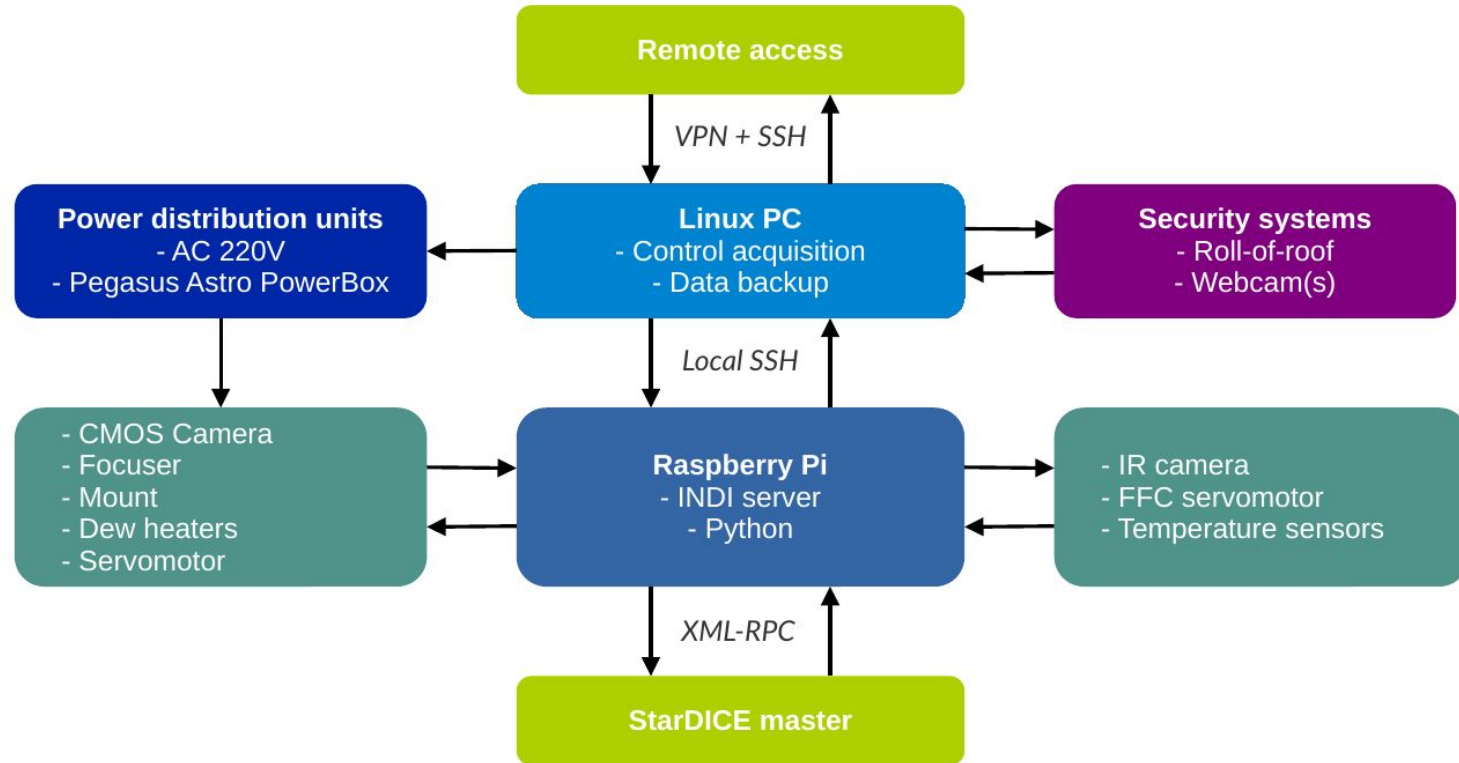 Remote access
VPN + SSH
Power distribution units
- AC 220V
- Pegasus Astro PowerBox
Linux PC
- Control acquisition
- Data backup
Security systems
- Roll-of-roof
- Webcam(s)
Local SSH
- CMOS Camera
- Focuser
- Mount
- Dew heaters
- Servomotor
Raspberry Pi
- INDI server
- Python
- IR camera
- FFC servomotor
- Temperature sensors
XML-RPC
StarDICE master